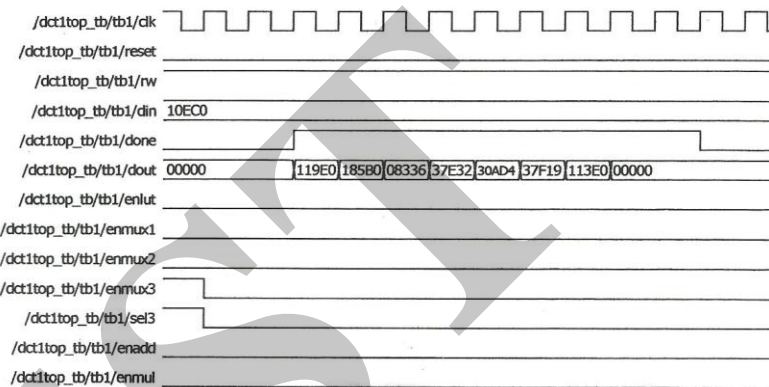 /dct1top_tb/tb1/clk
/dct1top_tb/tb1/reset
/dct1top_tb/tb1/rw
/dct1top_tb/tb1/din 10EC0
/dct1top_tb/tb1/done
/dct1top_tb/tb1/dout 00000 119E0 185B0 08336 37E32 30AD4 37F19 113E0 00000
/dct1top_tb/tb1/enlut
/dct1top_tb/tb1/enmux1
/dct1top_tb/tb1/enmux2
/dct1top_tb/tb1/enmux3
/dct1top_tb/tb1/sel3
/dct1top_tb/tb1/enadd
/dct1top_tb/tb1/enmul
ST